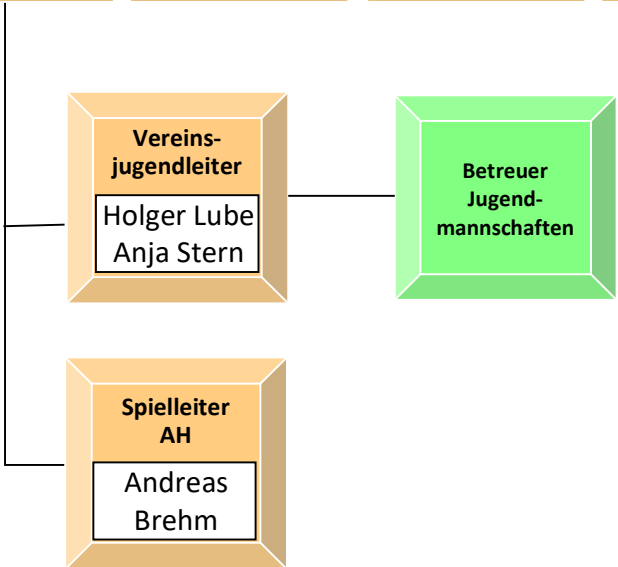 Vereins-
jugendleiter
Holger Lube
Anja Stern
Betreuer
Jugend-
mannschaften
Spielleiter
AH
Andreas
Brehm